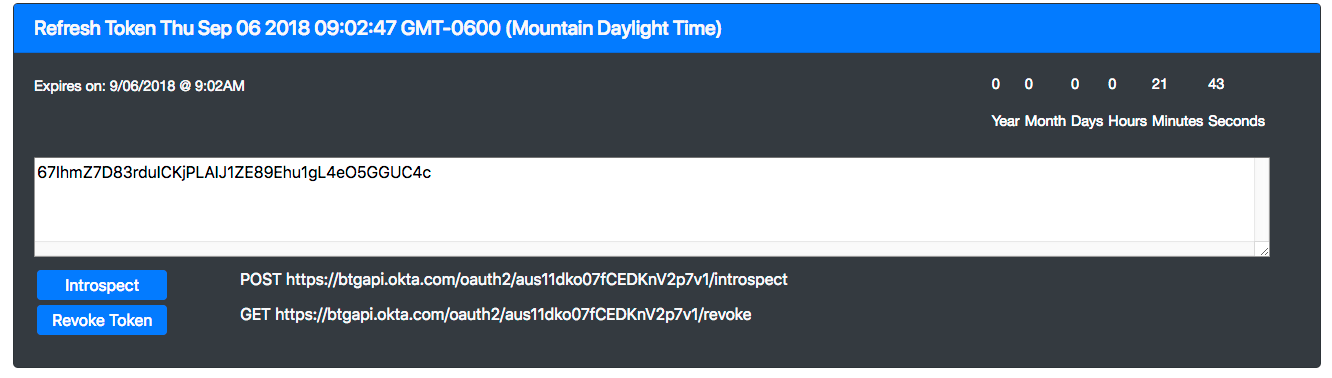 Refresh Token Thu Sep 06 2018 09:02:47 GMT-0600 (Mountain Daylight Time)
Expires on: 9/06/2018 @ 9:02AM
0 0 0 0 21 43
Year Month Days Hours Minutes Seconds
67IhmZ7D83rduICKjPLAlJ1ZE89Ehu1gL4eO5GGUC4c
Introspect POST https://btgapi.okta.com/oauth2/aus11dko07fCEDKnV2p7v1/introspect
Revoke Token GET https://btgapi.okta.com/oauth2/aus11dko07fCEDKnV2p7v1/revoke